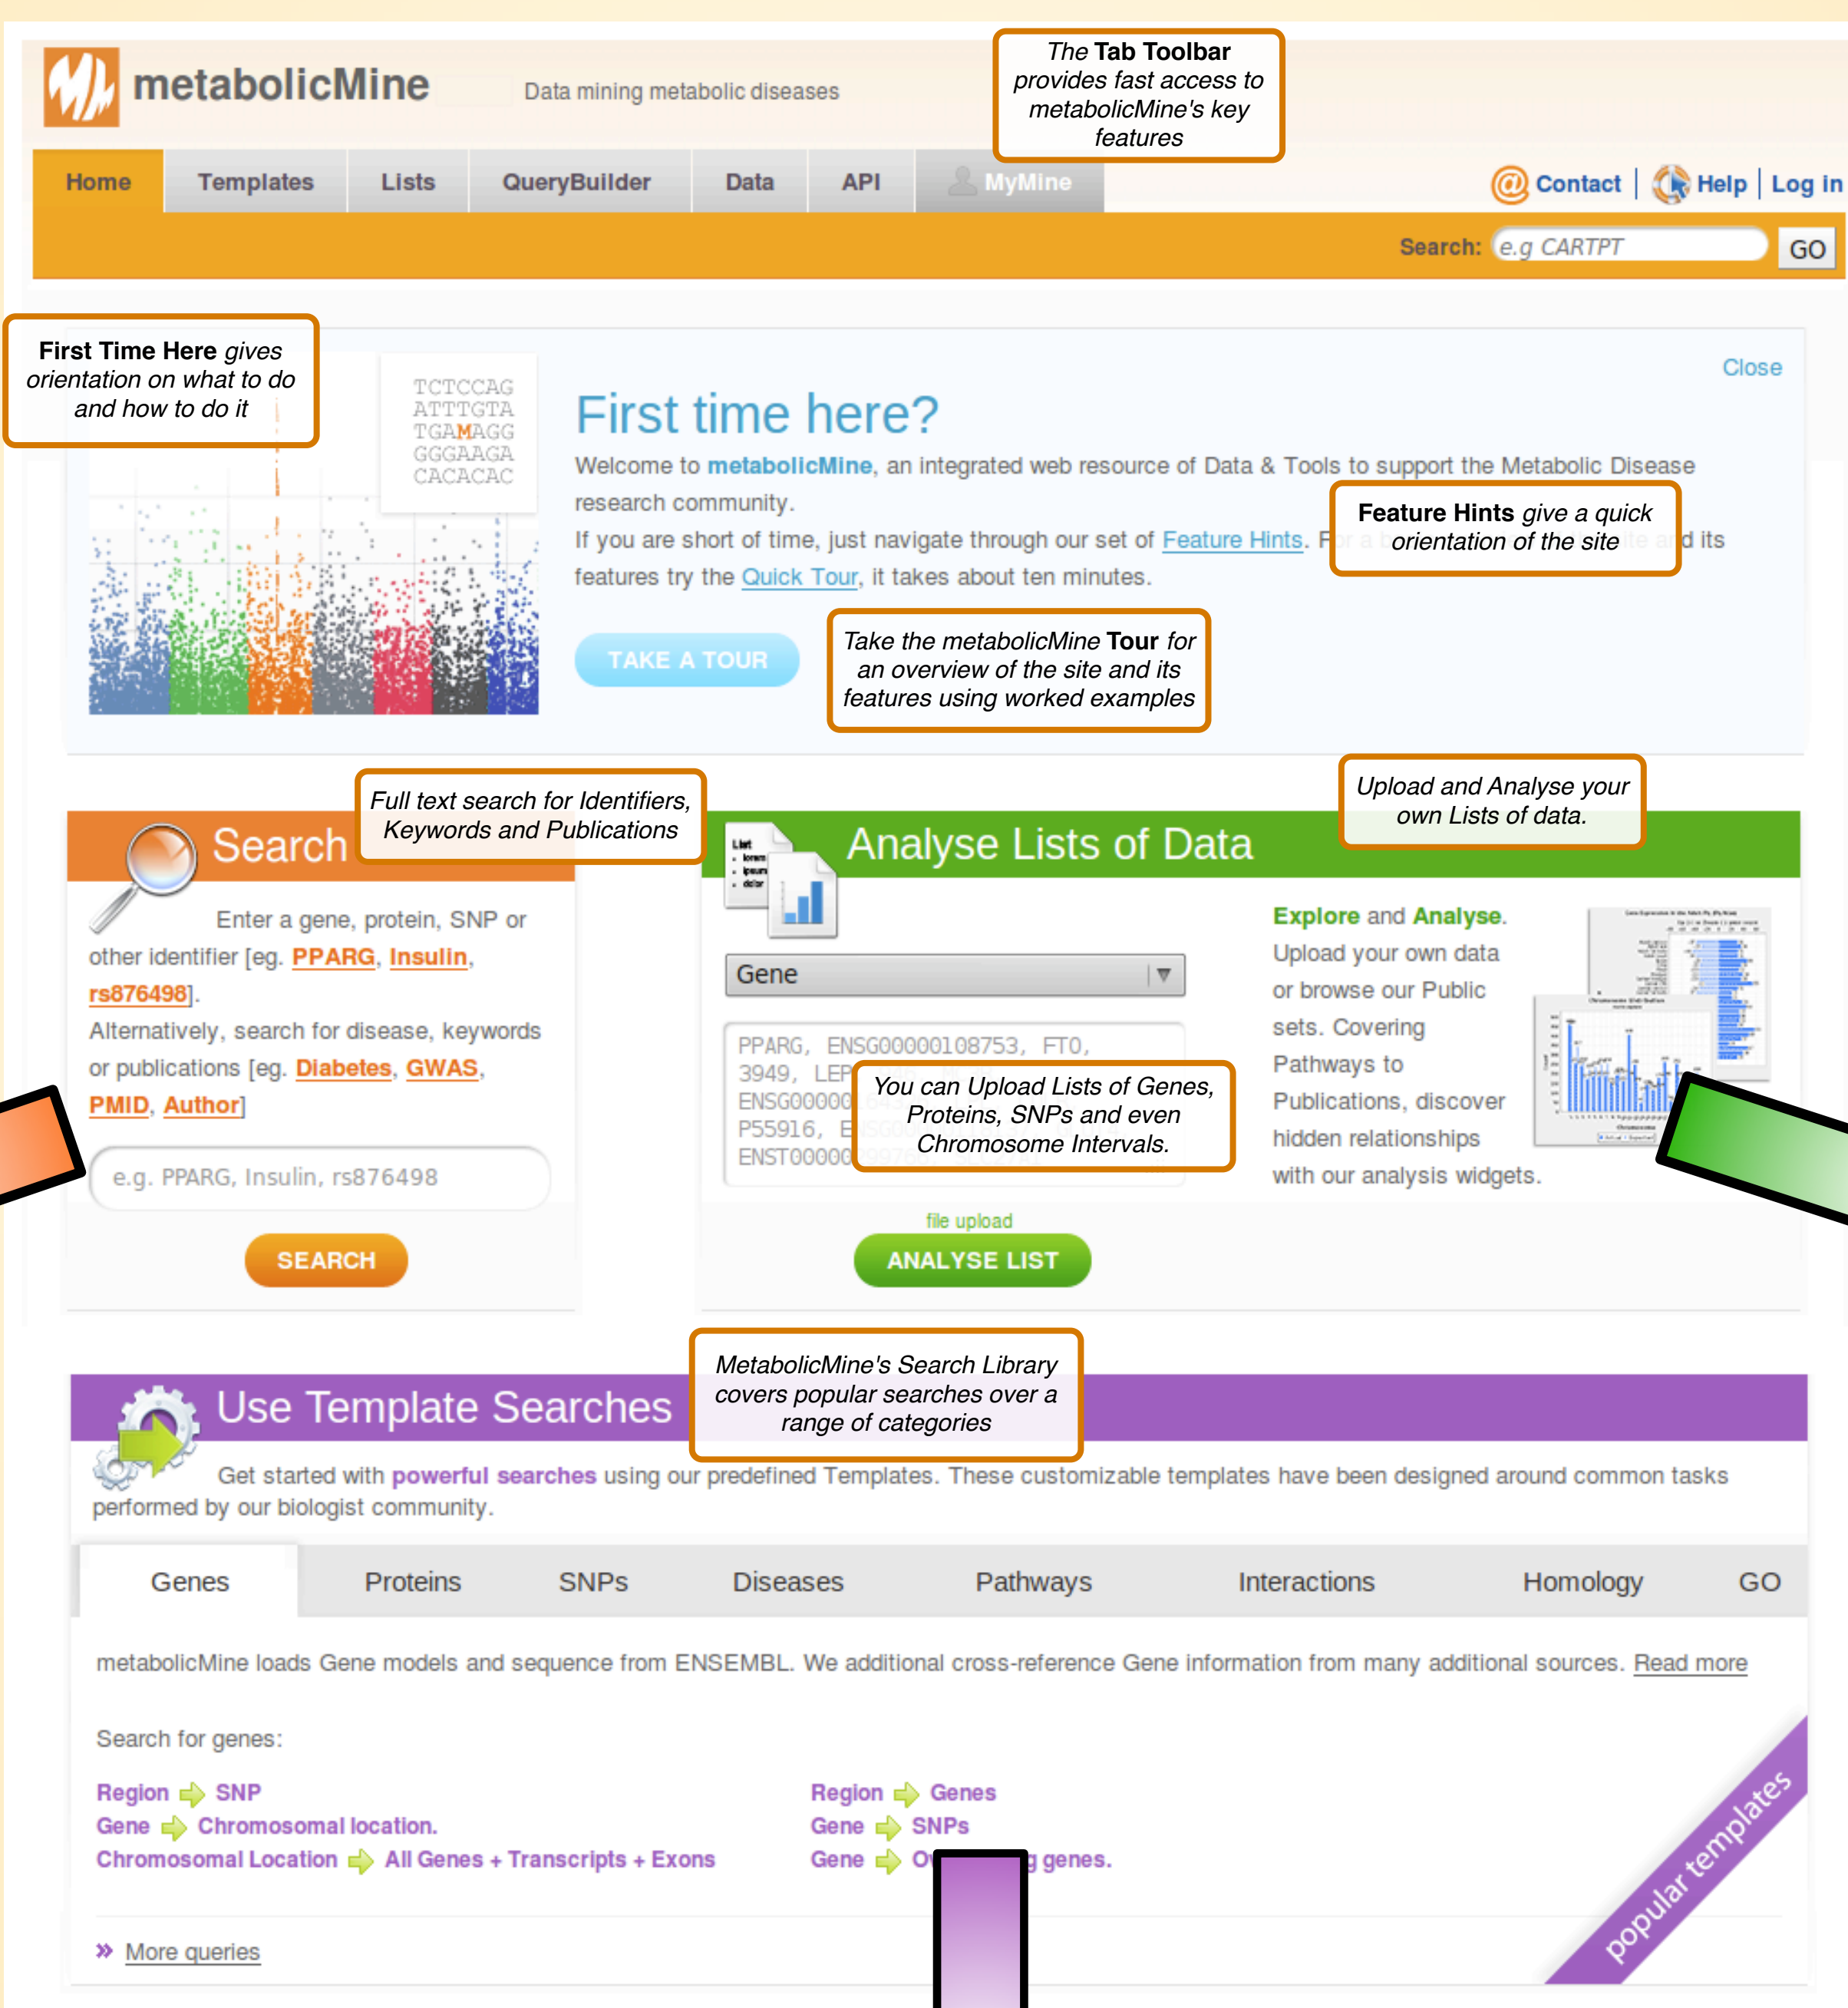 metabolicMine
Data mining metabolic diseases
The Tab Toolbar
provides fast access to
metabolicMine's key
features
Home Templates Lists QueryBuilder Data API MyMine
Contact | Help | Log in
Search: e.g CARTPT GO
First Time Here gives
orientation on what to do
and how to do it
TCTCCAG
ATTTGTA
TGAMAGG
GGGAAGA
CACACAC
Close
First time here?
Welcome to metabolicMine, an integrated web resource of Data & Tools to support the Metabolic Disease
research community.
If you are short of time, just navigate through our set of Feature Hints. For a and its
features try the Quick Tour, it takes about ten minutes.
Feature Hints give a quick
orientation of the site
TAKE A TOUR
Take the metabolicMine Tour for
an overview of the site and its
features using worked examples
Search
Full text search for Identifiers,
Keywords and Publications
Enter a gene, protein, SNP or
other identifier [eg. PPARG, Insulin,
rs876498].
Alternatively, search for disease, keywords
or publications [eg. Diabetes, GWAS,
PMID, Author]
e.g. PPARG, Insulin, rs876498
SEARCH
Analyse Lists of Data
Upload and Analyse your
own Lists of data.
List
lorem
ipsum
dolor
Gene
PPARG, ENSG00000108753, FTO,
3949, LEP
ENSG00000
P55916,
ENST00000
You can Upload Lists of Genes,
Proteins, SNPs and even
Chromosome Intervals.
file upload
ANALYSE LIST
Explore and Analyse.
Upload your own data
or browse our Public
sets. Covering
Pathways to
Publications, discover
hidden relationships
with our analysis widgets.
Use Template Searches
MetabolicMine's Search Library
covers popular searches over a
range of categories
Get started with powerful searches using our predefined Templates. These customizable templates have been designed around common tasks
performed by our biologist community.
Genes Proteins SNPs Diseases Pathways Interactions Homology GO
metabolicMine loads Gene models and sequence from ENSEMBL. We additional cross-reference Gene information from many additional sources. Read more
Search for genes:
Region SNP
Gene Chromosomal location.
Chromosomal Location All Genes + Transcripts + Exons
Region Genes
Gene SNPs
Gene genes.
popular templates
» More queries